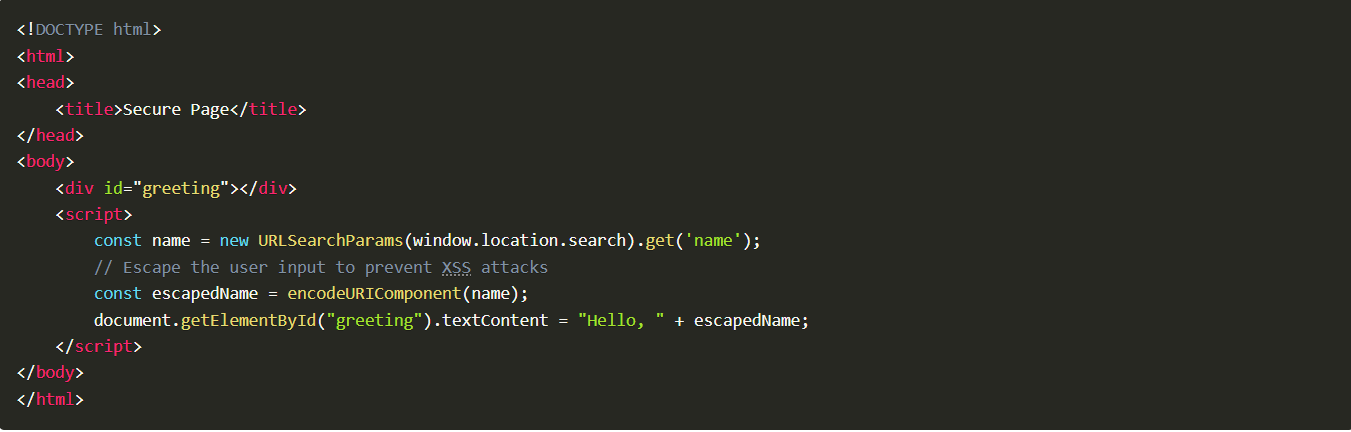 <!DOCTYPE html>
<html>
<head>
    <title>Secure Page</title>
</head>
<body>
    <div id="greeting"></div>
    <script>
        const name = new URLSearchParams(window.location.search).get('name');
        // Escape the user input to prevent XSS attacks
        const escapedName = encodeURIComponent(name);
        document.getElementById("greeting").textContent = "Hello, " + escapedName;
    </script>
</body>
</html>